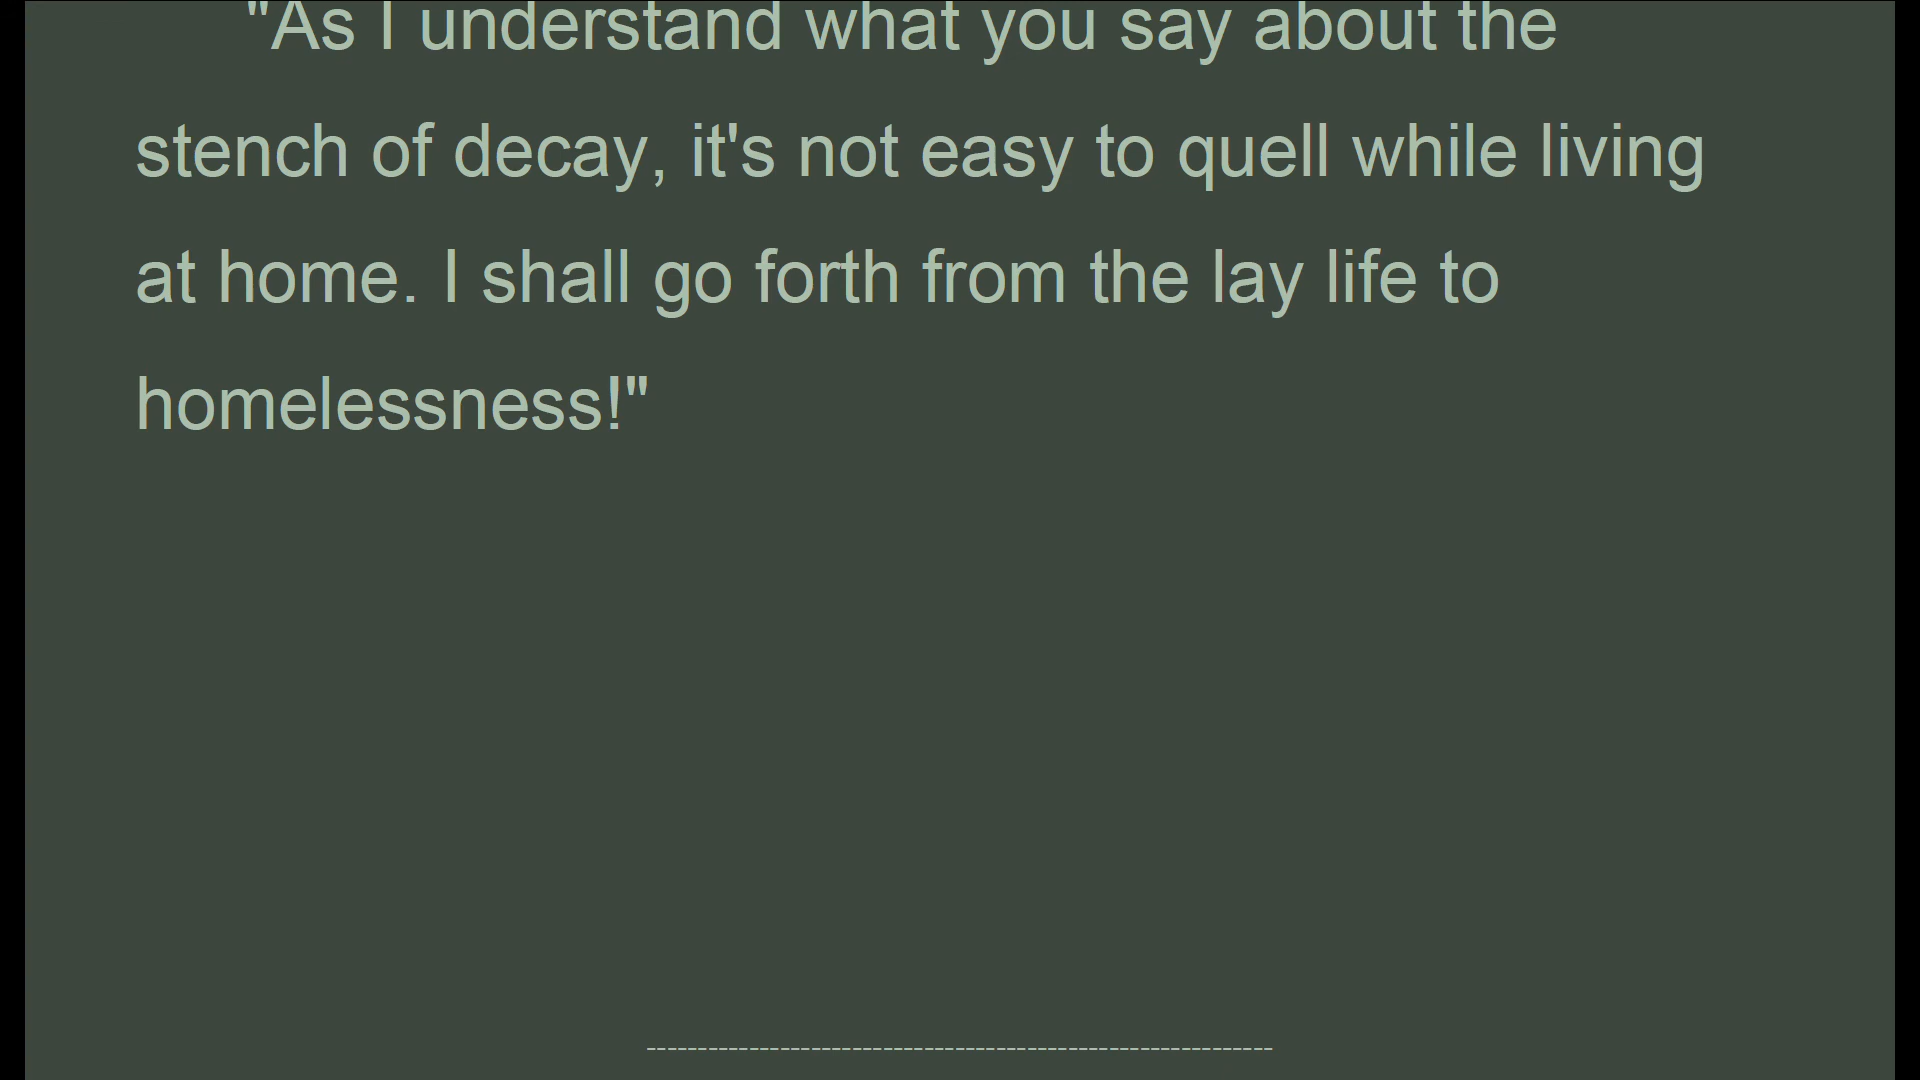 "As I understand what you say about the
stench of decay, it's not easy to quell while living
at home. I shall go forth from the lay life to
homelessness!"
-------------------------------------------------------------